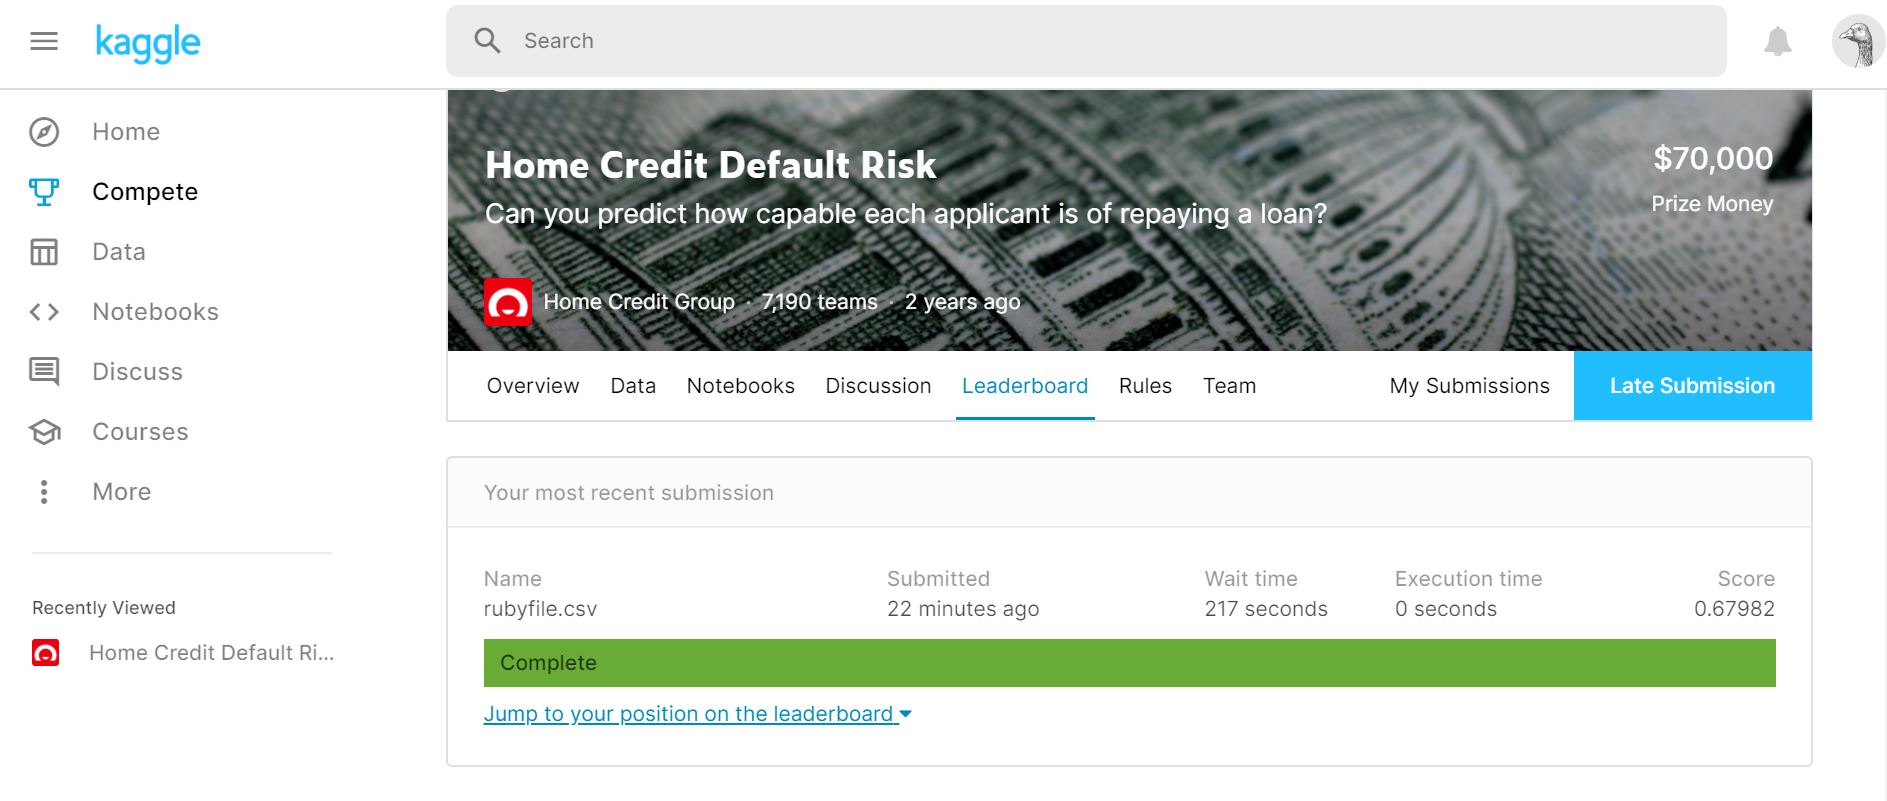 kaggle
Search
Home
Compete
Data
Notebooks
Discuss
Courses
More
Recently Viewed
Home Credit Default Ri...
Home Credit Default Risk
Can you predict how capable each applicant is of repaying a loan?
$70,000
Prize Money
Home Credit Group · 7,190 teams · 2 years ago
Overview Data Notebooks Discussion Leaderboard Rules Team My Submissions Late Submission
Your most recent submission
Name Submitted Wait time Execution time Score
rubyfile.csv 22 minutes ago 217 seconds 0 seconds 0.67982
Complete
Jump to your position on the leaderboard